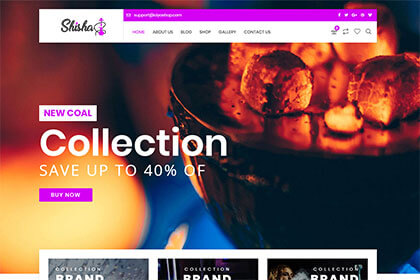 Shisha
support@slycoshop.com
HOME ABOUT US BLOG SHOP GALLERY CONTACT US
NEW COAL
Collection
SAVE UP TO 40% OF
BUY NOW
COLLECTION COLLECTION COLLECTION
BRAND BRAND BRAND